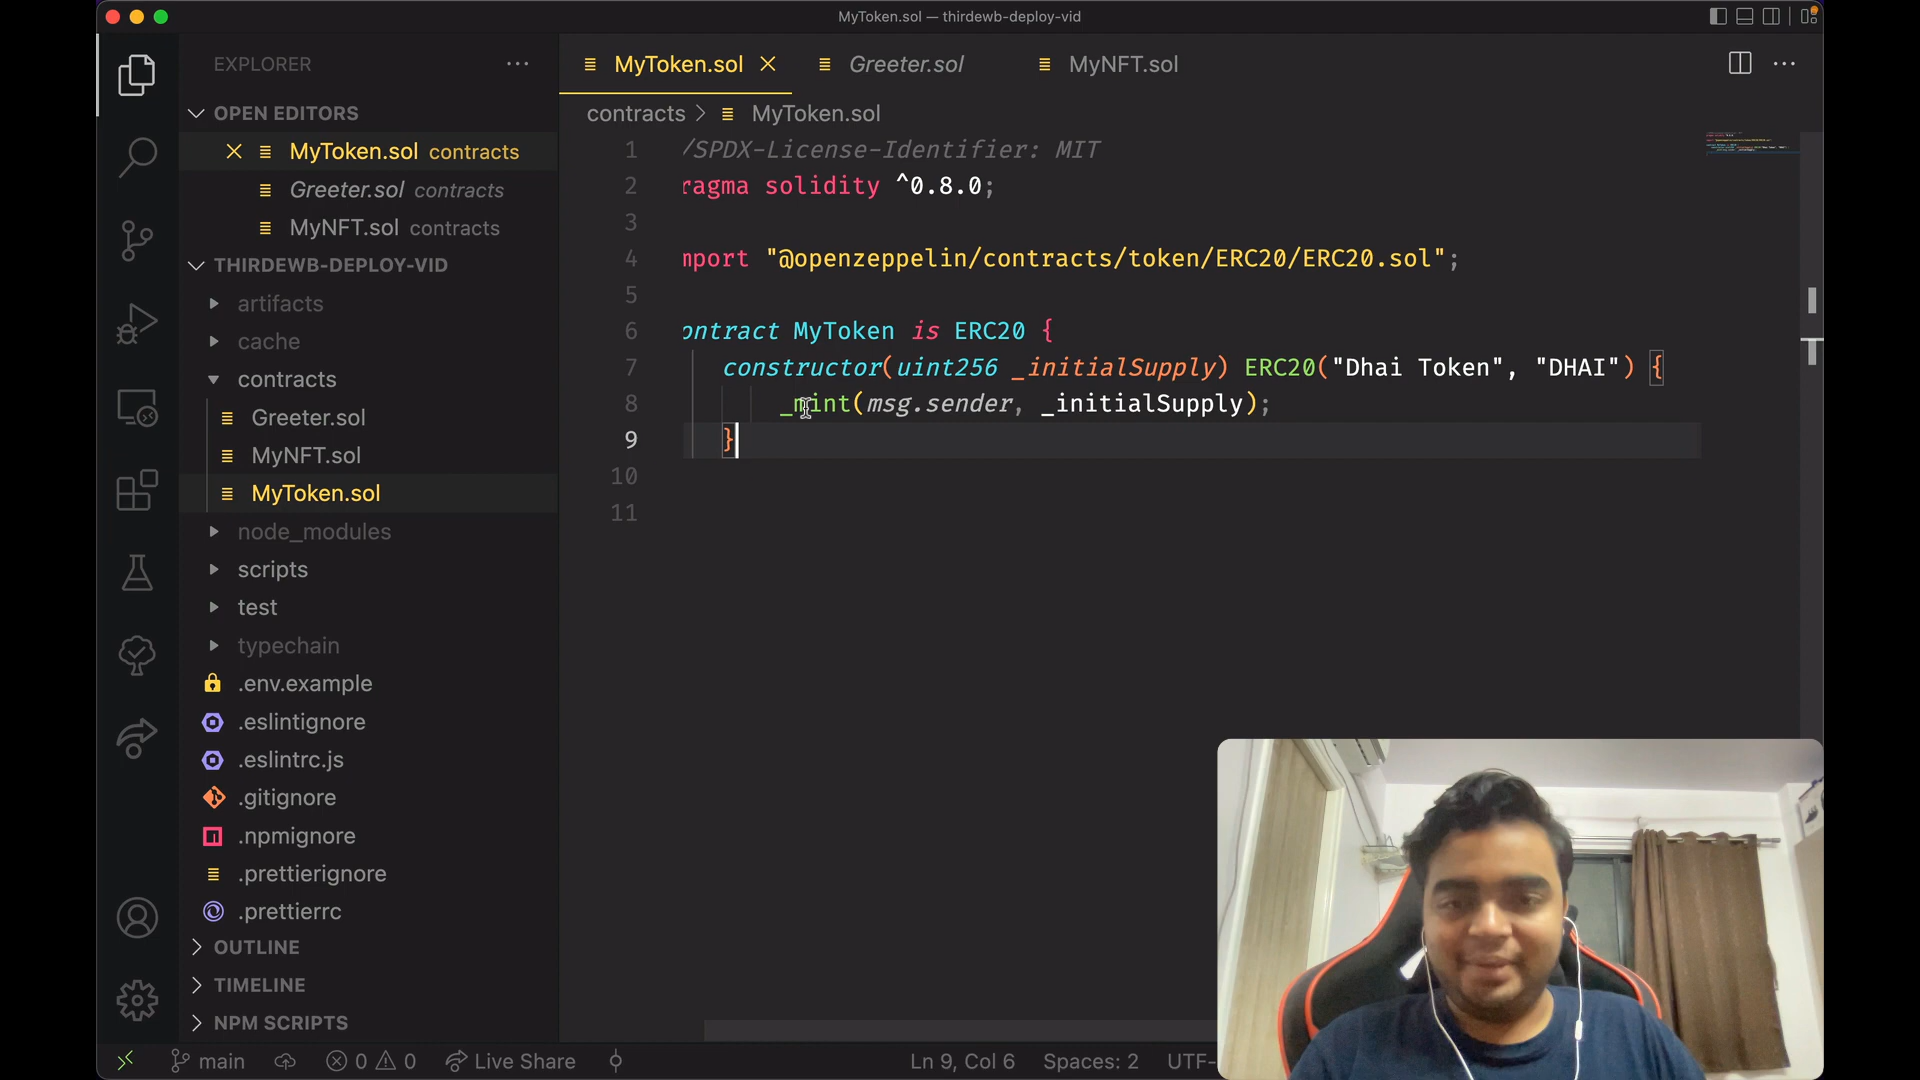 MyToken.sol — thirdewb-deploy-vid
EXPLORER
OPEN EDITORS
MyToken.sol contracts
Greeter.sol contracts
MyNFT.sol contracts
THIRDEWB-DEPLOY-VID
artifacts
cache
contracts
Greeter.sol
MyNFT.sol
MyToken.sol
node_modules
scripts
test
typechain
.env.example
.eslintignore
.eslintrc.js
.gitignore
.npmignore
.prettierignore
.prettierrc
OUTLINE
TIMELINE
NPM SCRIPTS
MyToken.sol Greeter.sol MyNFT.sol
contracts > MyToken.sol
1 /SPDX-License-Identifier: MIT
2 ragma solidity ^0.8.0;
3
4 mport "@openzeppelin/contracts/token/ERC20/ERC20.sol";
5
6 ontract MyToken is ERC20 {
7 constructor(uint256 _initialSupply) ERC20("Dhai Token", "DHAI") {
8 _mint(msg.sender, _initialSupply);
9 }
10
11
main 0 0 Live Share Ln 9, Col 6 Spaces: 2 UTF-